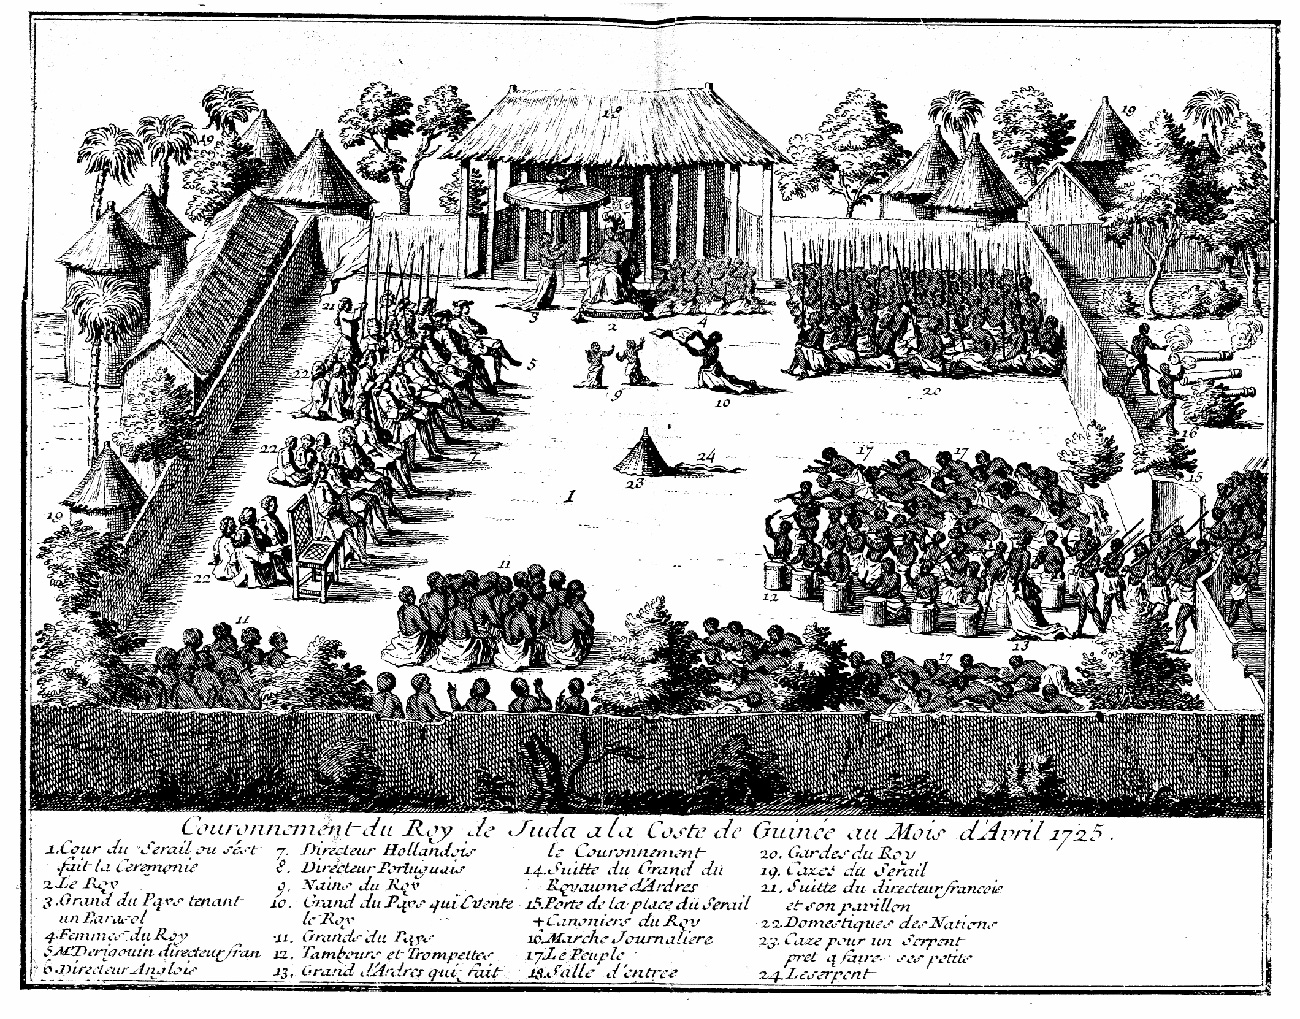 Couronnement du Roy de Juda a la Coste de Guinée au Mois d'Avril 1725.
1. Cour du Serail ou s'est
fait la Ceremonie
2. Le Roy
3. Grand du Pays tenant
un Parasol
4. Femmes du Roy
5. Mr. Derigouin directeur fran
6. Directeur Anglois
7. Directeur Hollandois
8. Directeur Portuguais
9. Nains du Roy
10. Grand du Pays qui Evente
le Roy
11. Grands du Pays
12. Tambours et Trompettes
13. Grand d'Ardres qui fait
le Couronnement
14. Suitte du Grand du
Royaume d'Ardres
15. Porte de la place du Serail
+ Canoniers du Roy
16. Marche Journaliere
17. Le Peuple
18. Salle d'entree
20. Gardes du Roy
19. Cazes du Serail
21. Suitte du directeur francois
et son pavillon
22. Domestiques des Nations
23. Caze pour un Serpent
pret a faire ses petits
24. Le serpent